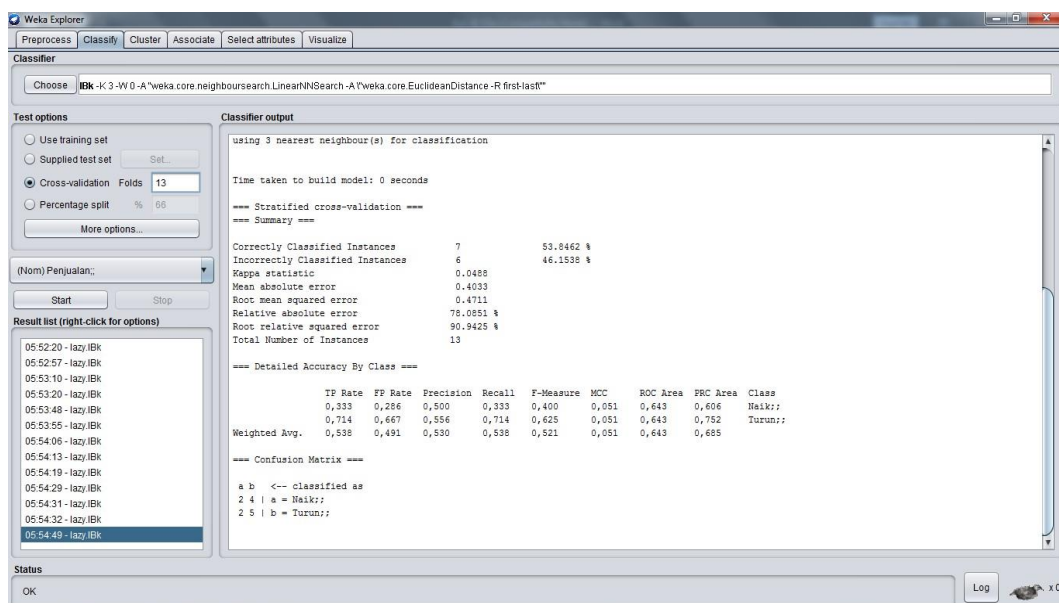 Weka Explorer
Preprocess Classify Cluster Associate Select attributes Visualize
Classifier
Choose IBk -K 3 -W 0 -A "weka.core.neighboursearch.LinearNNSearch -A \"weka.core.EuclideanDistance -R first-last\""
Test options
Use training set
Supplied test set Set...
Cross-validation Folds 13
Percentage split % 66
More options...
(Nom) Penjualan;;
Start Stop
Result list (right-click for options)
05:52:20 - lazy.IBk
05:52:57 - lazy.IBk
05:53:10 - lazy.IBk
05:53:20 - lazy.IBk
05:53:48 - lazy.IBk
05:53:55 - lazy.IBk
05:54:06 - lazy.IBk
05:54:13 - lazy.IBk
05:54:19 - lazy.IBk
05:54:29 - lazy.IBk
05:54:31 - lazy.IBk
05:54:32 - lazy.IBk
05:54:49 - lazy.IBk
Classifier output
using 3 nearest neighbour(s) for classification
Time taken to build model: 0 seconds
=== Stratified cross-validation ===
=== Summary ===
Correctly Classified Instances 7 53.8462 %
Incorrectly Classified Instances 6 46.1538 %
Kappa statistic 0.0488
Mean absolute error 0.4033
Root mean squared error 0.4711
Relative absolute error 78.0851 %
Root relative squared error 90.9425 %
Total Number of Instances 13
=== Detailed Accuracy By Class ===
TP Rate FP Rate Precision Recall F-Measure MCC ROC Area PRC Area Class
0,333 0,286 0,500 0,333 0,400 0,051 0,643 0,606 Naik;;
0,714 0,667 0,556 0,714 0,625 0,051 0,643 0,752 Turun;;
Weighted Avg. 0,538 0,491 0,530 0,538 0,521 0,051 0,643 0,685
=== Confusion Matrix ===
a b <-- classified as
2 4 | a = Naik;;
2 5 | b = Turun;;
Status
OK
Log x 0